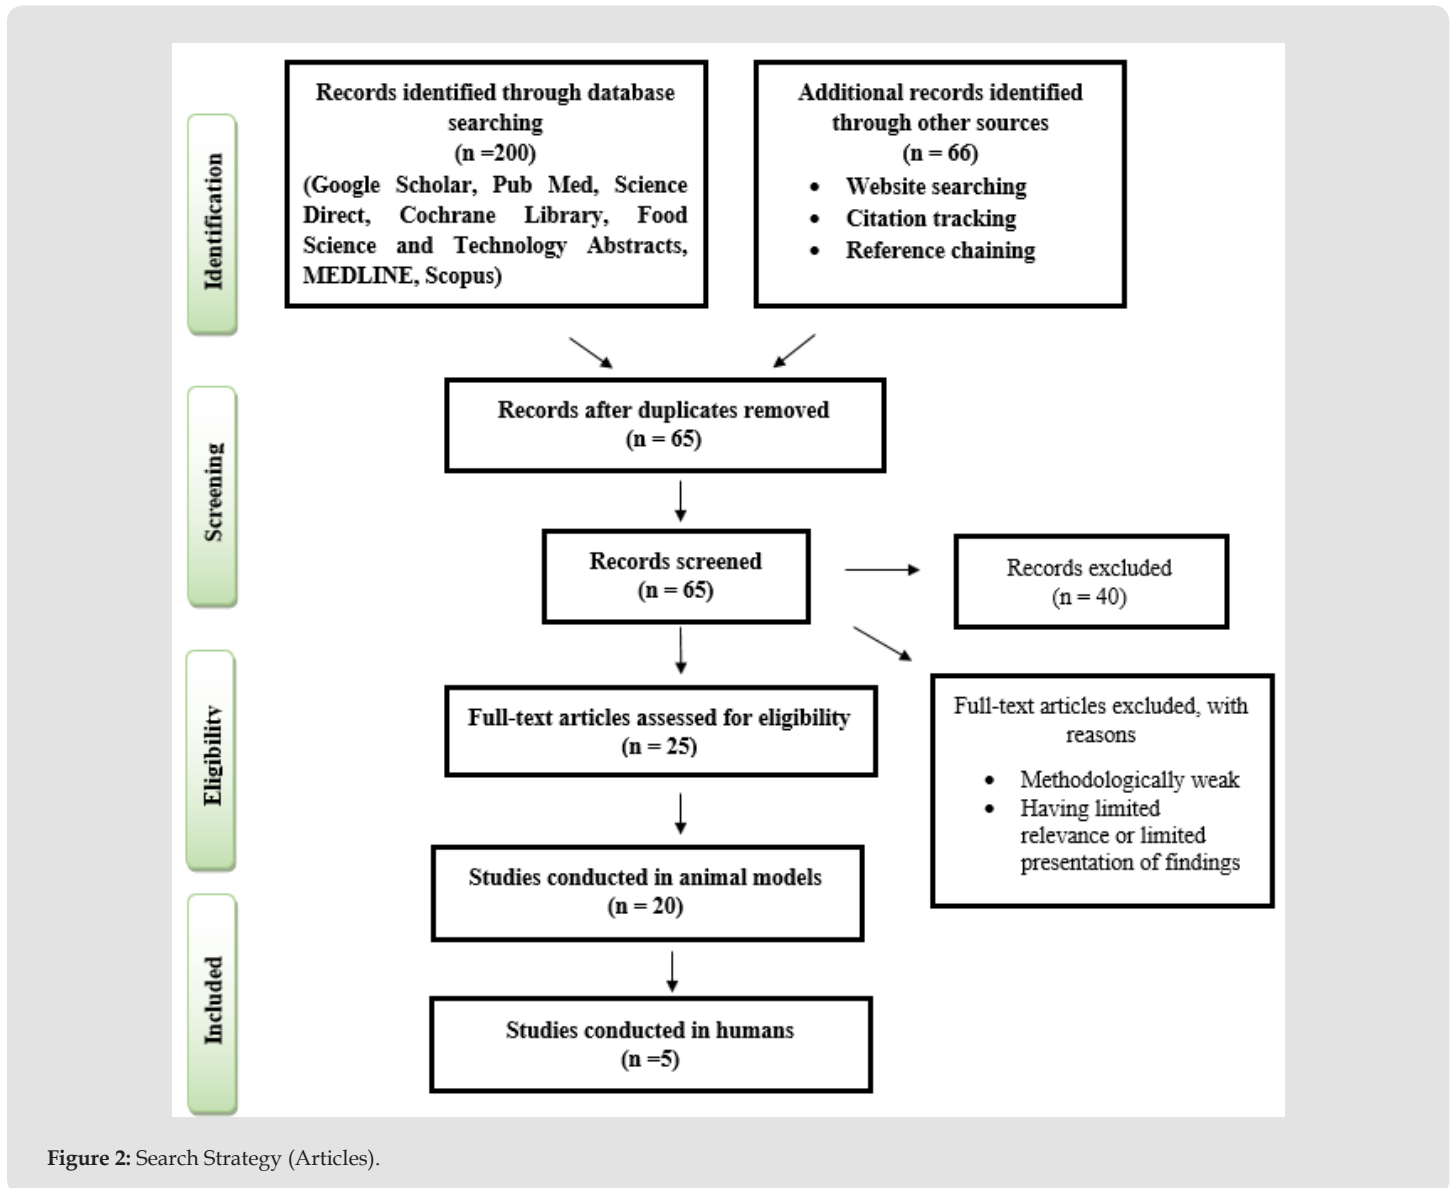 Identification
Records identified through database
searching
(n =200)
(Google Scholar, Pub Med, Science
Direct, Cochrane Library, Food
Science and Technology Abstracts,
MEDLINE, Scopus)
Additional records identified
through other sources
(n = 66)
• Website searching
• Citation tracking
• Reference chaining
Screening
Records after duplicates removed
(n = 65)
Records screened
(n = 65)
Records excluded
(n = 40)
Eligibility
Full-text articles assessed for eligibility
(n = 25)
Full-text articles excluded, with
reasons
• Methodologically weak
• Having limited
relevance or limited
presentation of findings
Studies conducted in animal models
(n = 20)
Included
Studies conducted in humans
(n =5)
Figure 2: Search Strategy (Articles).